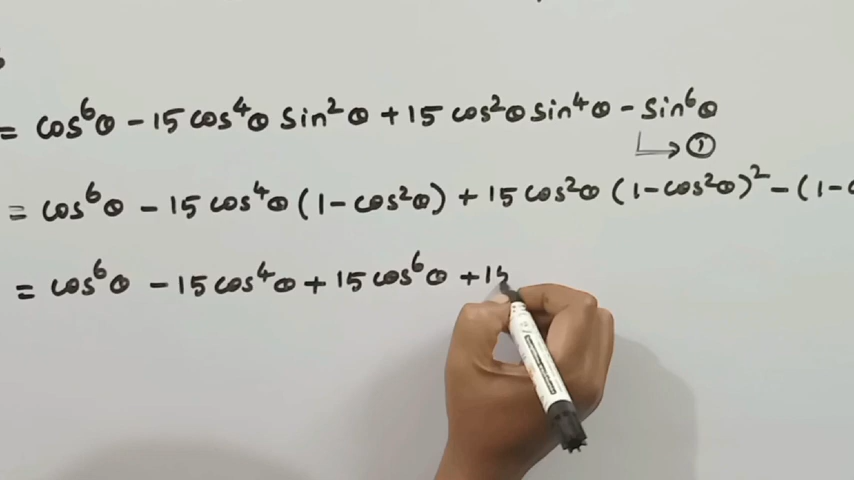 = cos⁶θ - 15 cos⁴θ sin²θ + 15 cos²θ sin⁴θ - sin⁶θ
①
= cos⁶θ - 15 cos⁴θ (1 - cos²θ) + 15 cos²θ (1 - cos²θ)² - (1 - c
= cos⁶θ - 15 cos⁴θ + 15 cos⁶θ + 15